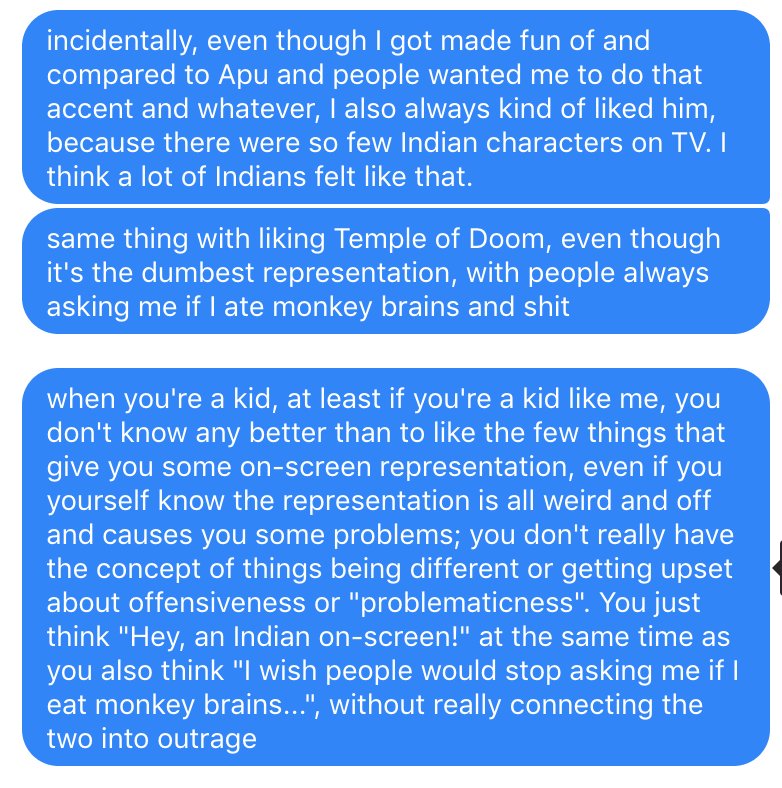 incidentally, even though I got made fun of and
compared to Apu and people wanted me to do that
accent and whatever, I also always kind of liked him,
because there were so few Indian characters on TV. I
think a lot of Indians felt like that.
same thing with liking Temple of Doom, even though
it's the dumbest representation, with people always
asking me if I ate monkey brains and shit
when you're a kid, at least if you're a kid like me, you
don't know any better than to like the few things that
give you some on-screen representation, even if you
yourself know the representation is all weird and off
and causes you some problems; you don't really have
the concept of things being different or getting upset
about offensiveness or "problematicness". You just
think "Hey, an Indian on-screen!" at the same time as
you also think "I wish people would stop asking me if I
eat monkey brains...", without really connecting the
two into outrage